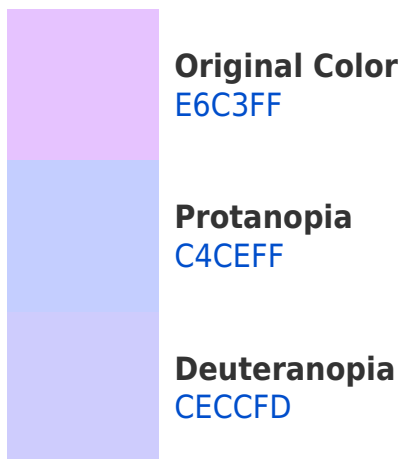 Original Color
E6C3FF
Protanopia
C4CEFF
Deuteranopia
CECCFD